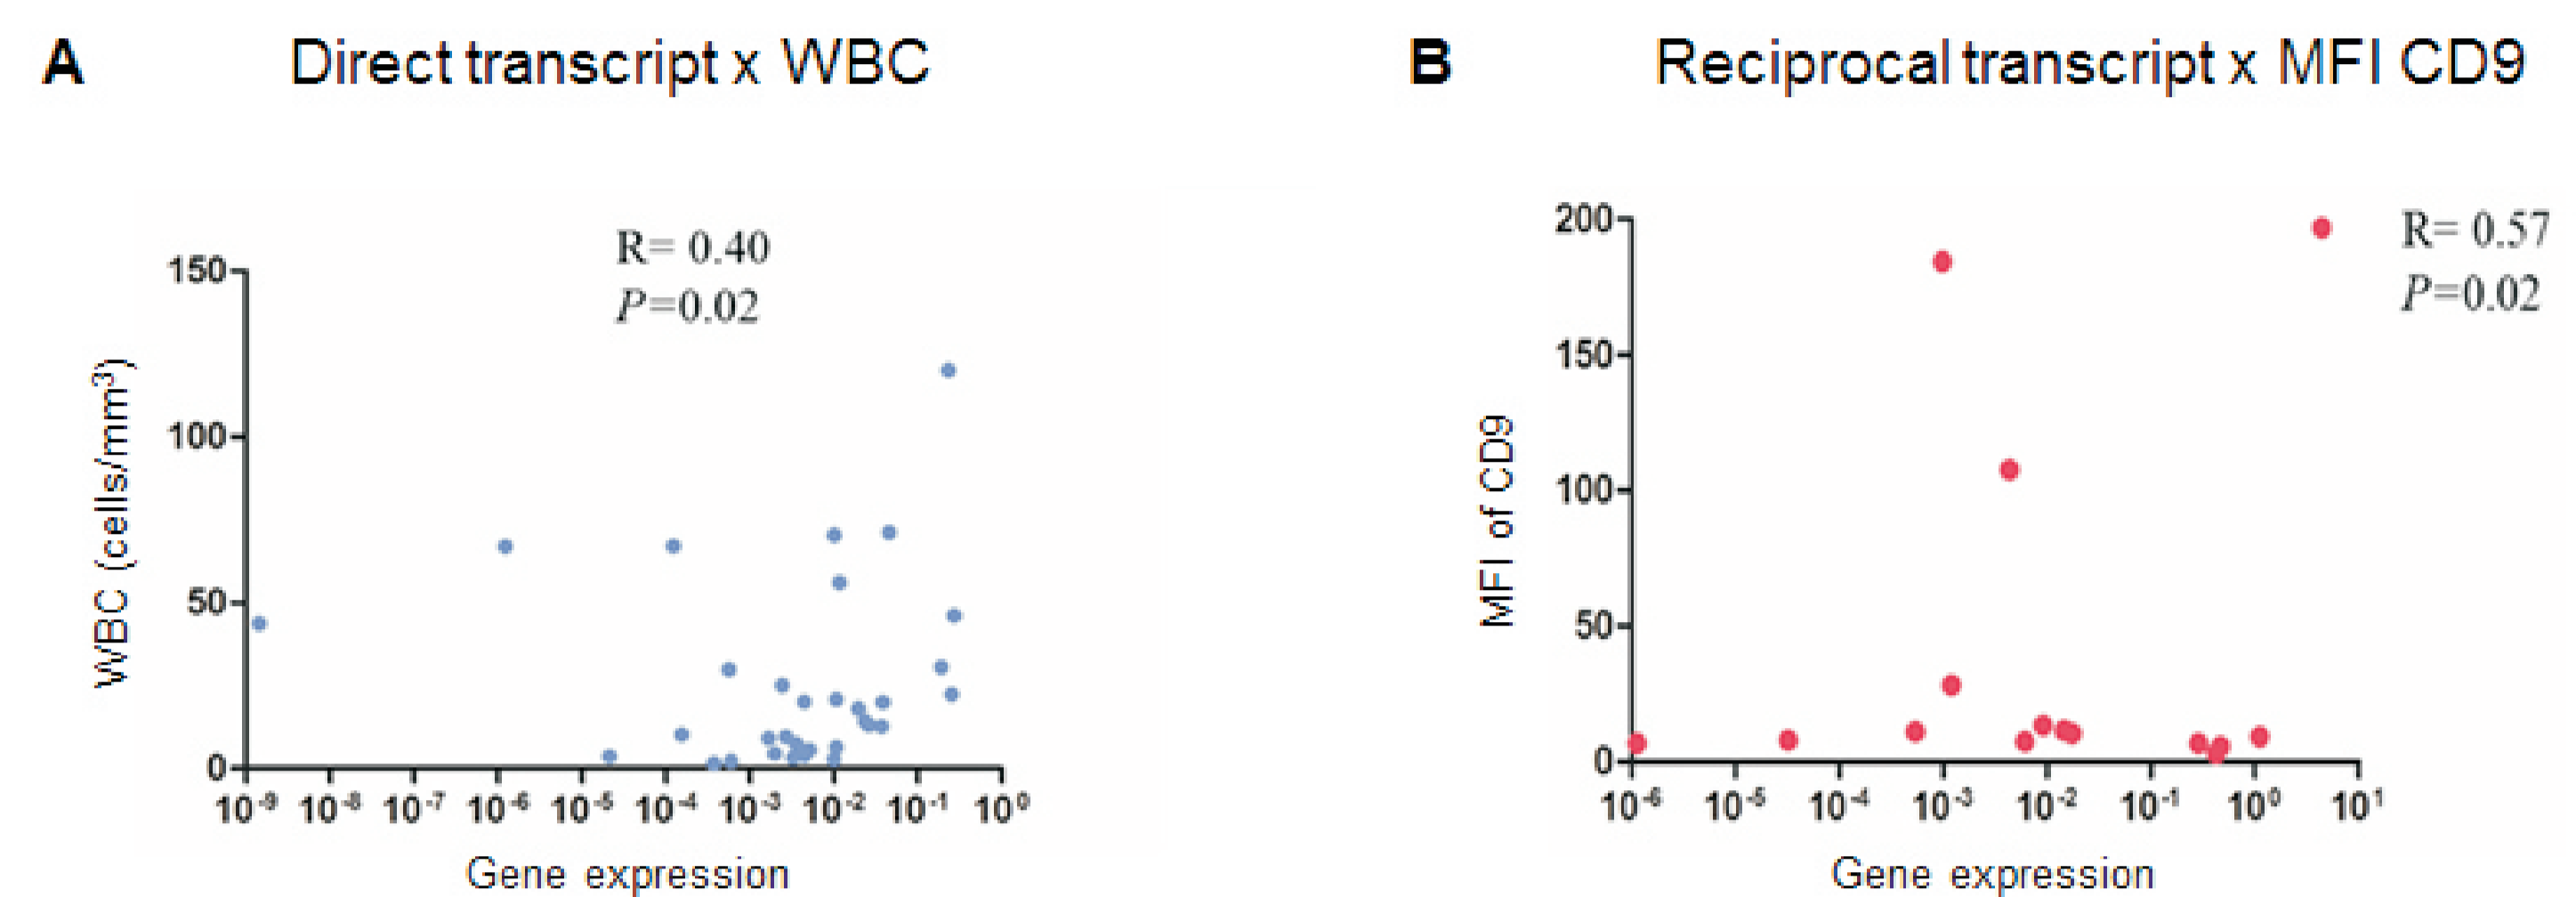 A Direct transcript x WBC
R= 0.40
P=0.02
WBC (cells/mm³)
150
100
50
0
10⁻⁹ 10⁻⁸ 10⁻⁷ 10⁻⁶ 10⁻⁵ 10⁻⁴ 10⁻³ 10⁻² 10⁻¹ 10⁰
Gene expression
B Reciprocal transcript x MFI CD9
R= 0.57
P=0.02
MFI of CD9
200
150
100
50
0
10⁻⁶ 10⁻⁵ 10⁻⁴ 10⁻³ 10⁻² 10⁻¹ 10⁰ 10¹
Gene expression